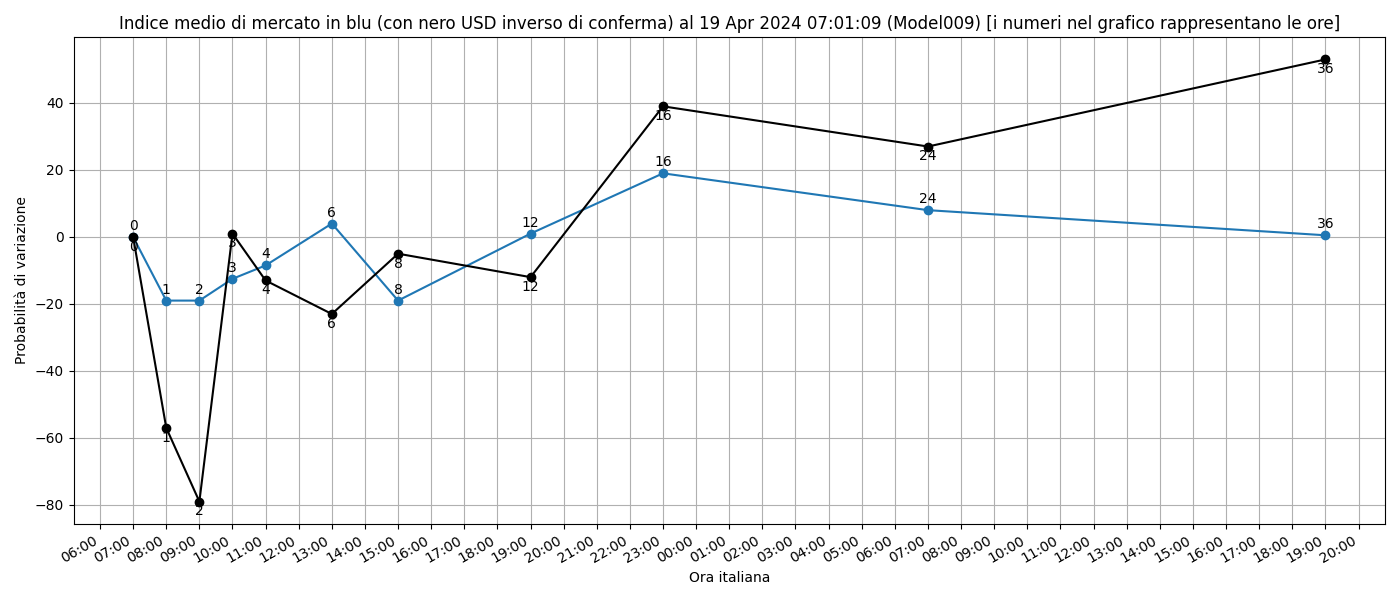 Indice medio di mercato in blu (con nero USD inverso di conferma) al 19 Apr 2024 07:01:09 (Model009) [i numeri nel grafico rappresentano le ore]
Probabilità di variazione
40
20
0
−20
−40
−60
−80
0 1 2 3 4 6 8 12 16 24 36
0 1 2 3 4 6 8 12 16 24 36
06:00 07:00 08:00 09:00 10:00 11:00 12:00 13:00 14:00 15:00 16:00 17:00 18:00 19:00 20:00 21:00 22:00 23:00 00:00 01:00 02:00 03:00 04:00 05:00 06:00 07:00 08:00 09:00 10:00 11:00 12:00 13:00 14:00 15:00 16:00 17:00 18:00 19:00 20:00
Ora italiana